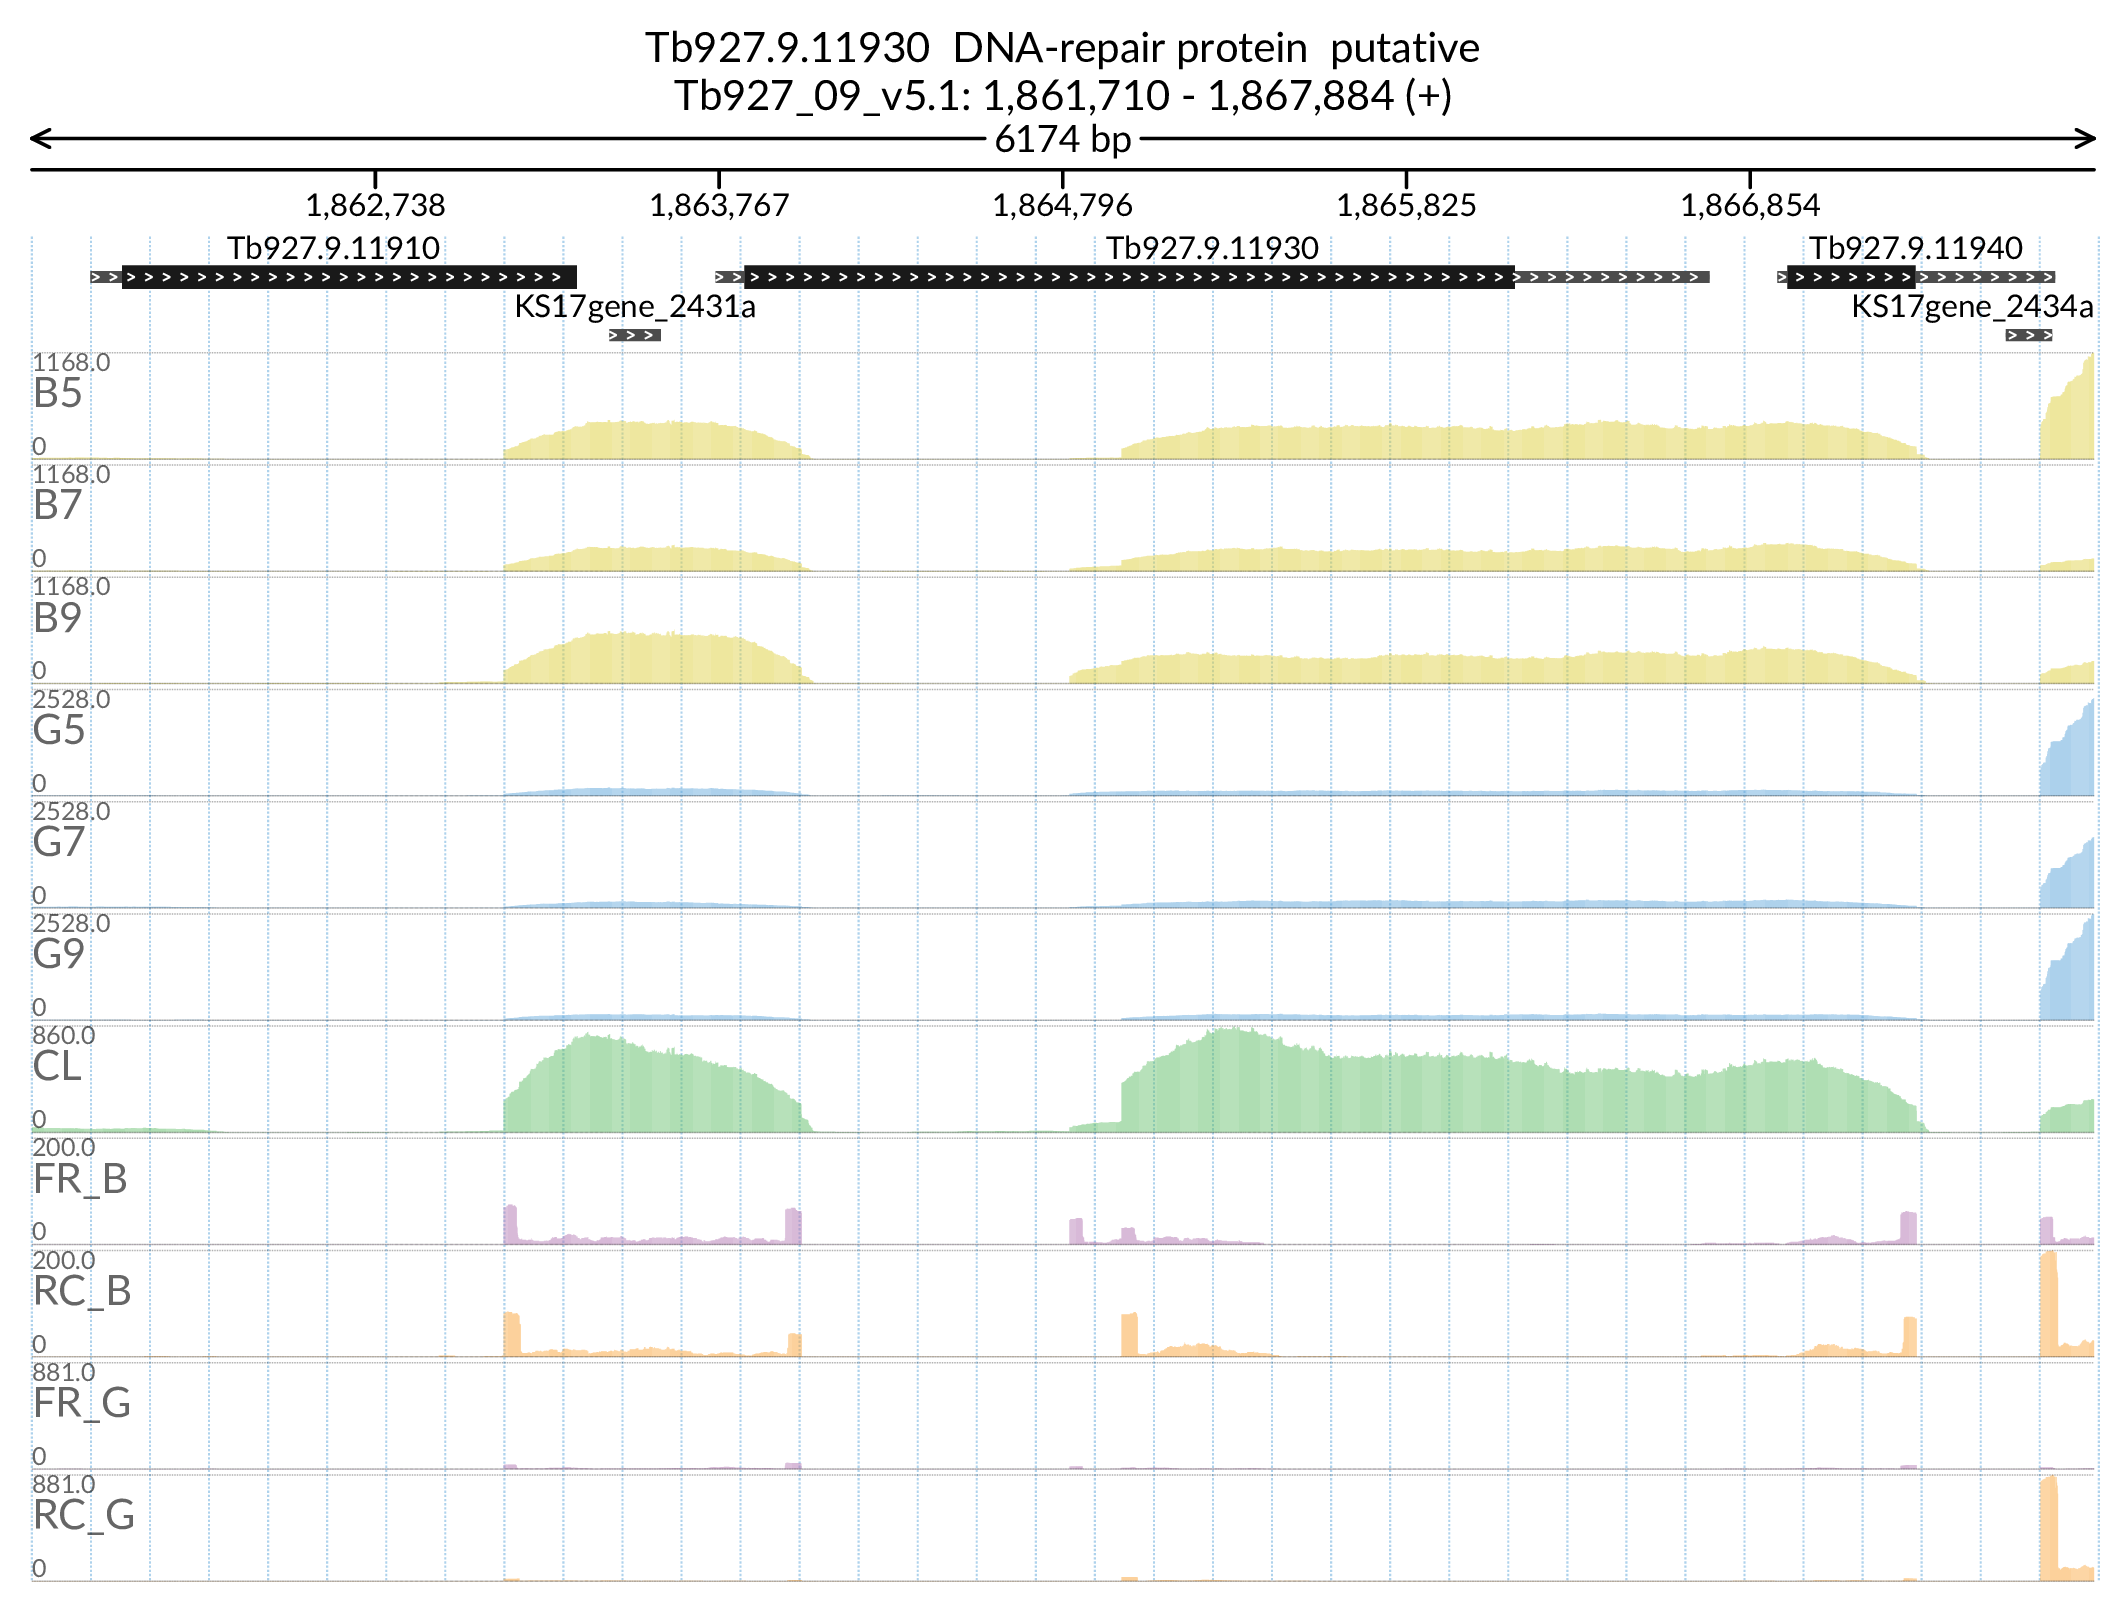 Tb927.9.11930  DNA-repair protein  putative
Tb927_09_v5.1: 1,861,710 - 1,867,884 (+)
6174 bp
1,862,738 1,863,767 1,864,796 1,865,825 1,866,854
Tb927.9.11910 Tb927.9.11930 Tb927.9.11940
KS17gene_2431a KS17gene_2434a
1168.0
B5
0
1168.0
B7
0
1168.0
B9
0
2528.0
G5
0
2528.0
G7
0
2528.0
G9
0
860.0
CL
0
200.0
FR_B
0
200.0
RC_B
0
881.0
FR_G
0
881.0
RC_G
0